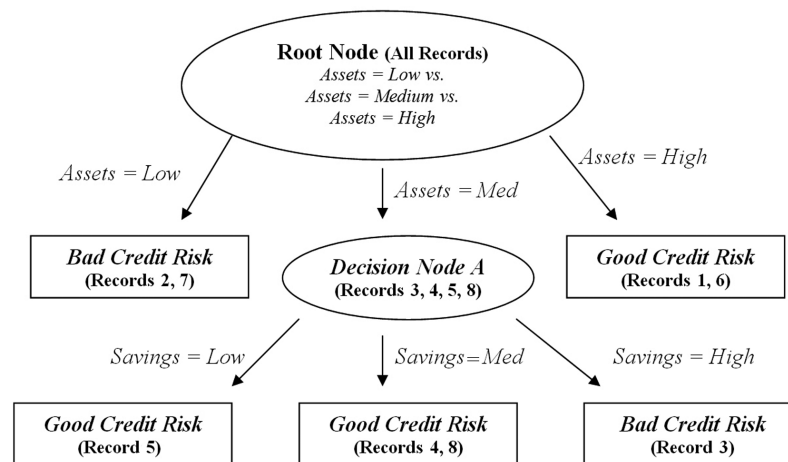 Root Node (All Records)
Assets = Low vs.
Assets = Medium vs.
Assets = High
Assets = Low
Assets = Med
Assets = High
Bad Credit Risk
(Records 2, 7)
Decision Node A
(Records 3, 4, 5, 8)
Good Credit Risk
(Records 1, 6)
Savings = Low
Savings=Med
Savings = High
Good Credit Risk
(Record 5)
Good Credit Risk
(Records 4, 8)
Bad Credit Risk
(Record 3)